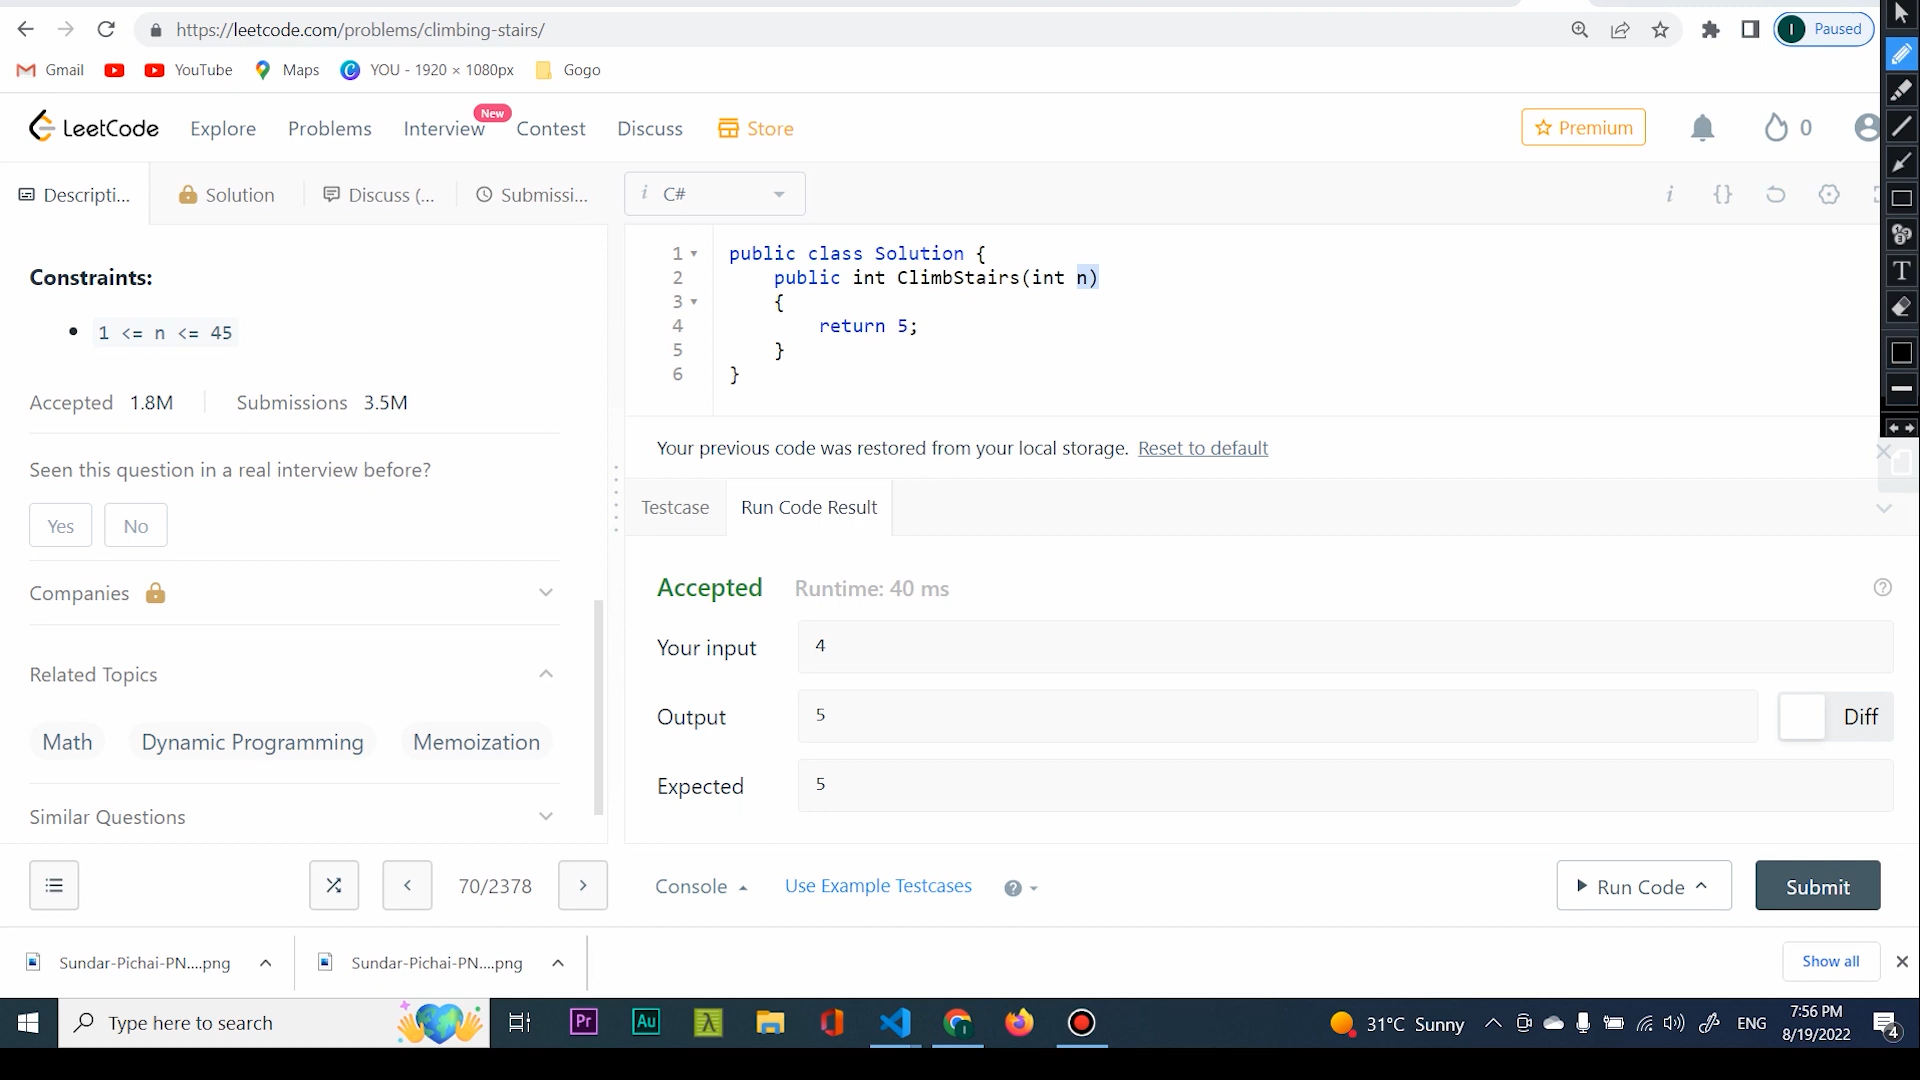 https://leetcode.com/problems/climbing-stairs/
Paused
Gmail
YouTube
Maps
YOU - 1920 × 1080px
Gogo
LeetCode
Explore
Problems
Interview
New
Contest
Discuss
Store
Premium
0
Descripti...
Solution
Discuss (...
Submissi...
i C#
Constraints:
1 <= n <= 45
Accepted 1.8M
Submissions 3.5M
Seen this question in a real interview before?
Yes
No
Companies
Related Topics
Math
Dynamic Programming
Memoization
Similar Questions
70/2378
1 public class Solution {
2 public int ClimbStairs(int n)
3 {
4 return 5;
5 }
6 }
Your previous code was restored from your local storage. Reset to default
Testcase
Run Code Result
Accepted Runtime: 40 ms
Your input 4
Output 5
Diff
Expected 5
Console
Use Example Testcases
Run Code
Submit
Sundar-Pichai-PN....png
Sundar-Pichai-PN....png
Show all
Type here to search
Pr
Au
31°C Sunny
ENG
7:56 PM
8/19/2022
4